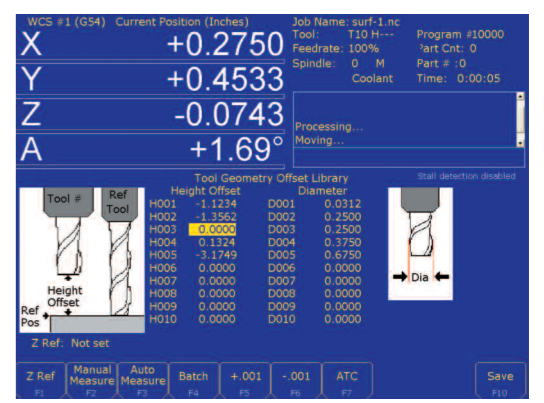 WCS #1 (G54) Current Position (Inches)
Job Name: surf-1.nc
X +0.2750
Tool: T10 H--- Program #10000
Feedrate: 100% Part Cnt: 0
Spindle: 0 M Part # :0
Coolant Time: 0:00:05
Y +0.4533
Z -0.0743
Processing...
Moving...
A +1.69°
Tool Geometry Offset Library
Stall detection disabled
Height Offset Diameter
Tool # Ref Tool
H001 -1.1234 D001 0.0312
H002 -1.3562 D002 0.2500
H003 0.0000 D003 0.2500
H004 0.1324 D004 0.3750
H005 -3.1749 D005 0.6750
H006 0.0000 D006 0.0000
H007 0.0000 D007 0.0000
H008 0.0000 D008 0.0000
H009 0.0000 D009 0.0000
H010 0.0000 D010 0.0000
Height Offset
Ref Pos
Dia
Z Ref: Not set
Z Ref F1
Manual Measure F2
Auto Measure F3
Batch F4
+.001 F5
-.001 F6
ATC F7
Save F10